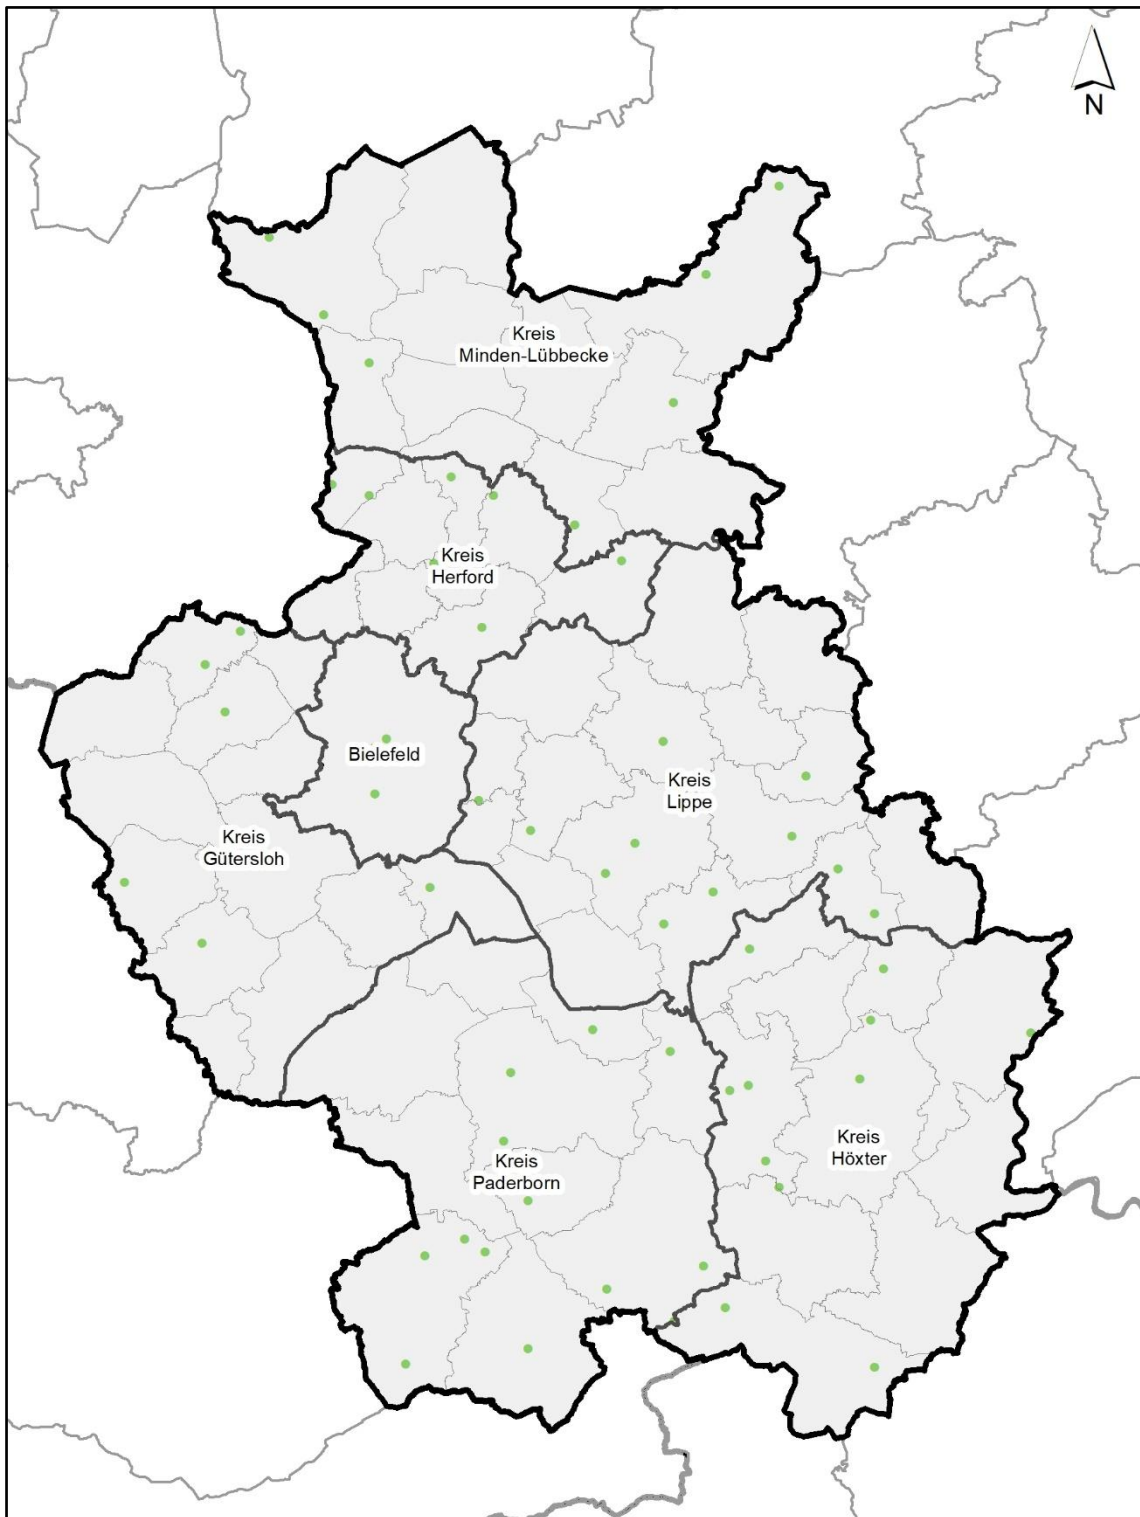 N
Kreis
Minden-Lübbecke
Kreis
Herford
Bielefeld
Kreis
Lippe
Kreis
Gütersloh
Kreis
Höxter
Kreis
Paderborn